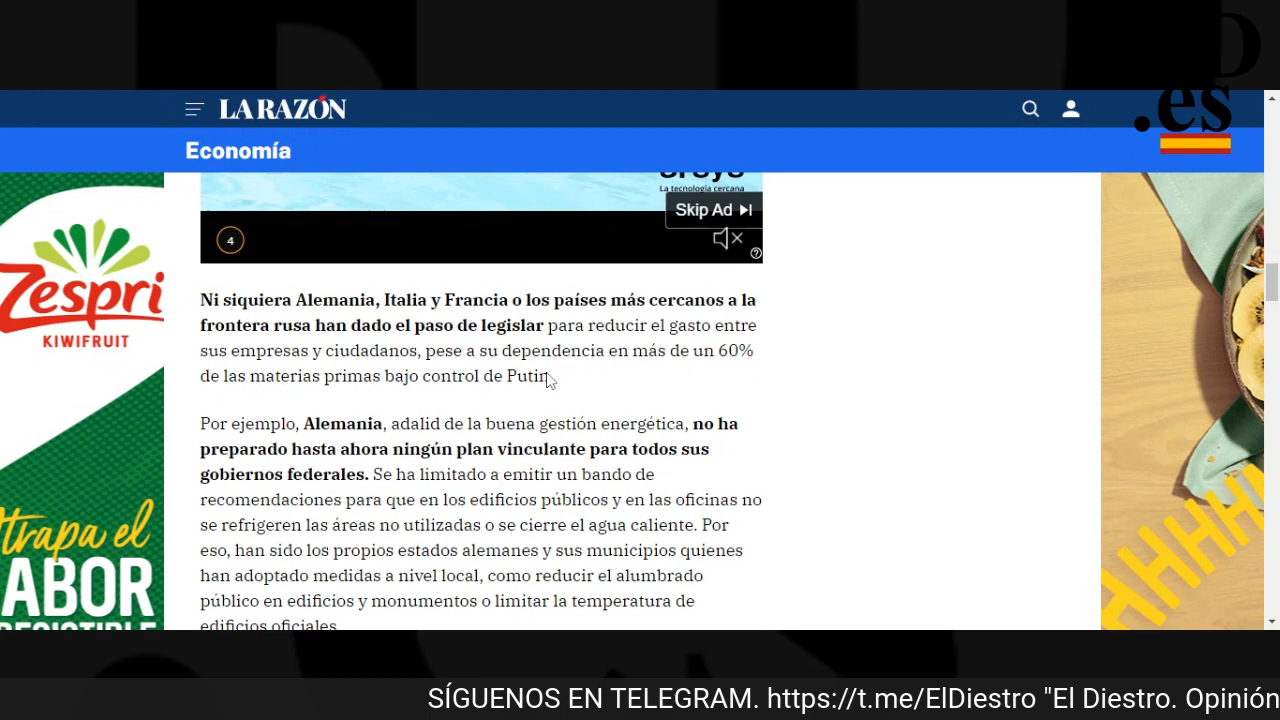 .es
LA RAZÓN
Economía
La tecnología cercana
Skip Ad
4
Zespri
KIWIFRUIT
Ni siquiera Alemania, Italia y Francia o los países más cercanos a la
frontera rusa han dado el paso de legislar para reducir el gasto entre
sus empresas y ciudadanos, pese a su dependencia en más de un 60%
de las materias primas bajo control de Putin
Por ejemplo, Alemania, adalid de la buena gestión energética, no ha
preparado hasta ahora ningún plan vinculante para todos sus
gobiernos federales. Se ha limitado a emitir un bando de
recomendaciones para que en los edificios públicos y en las oficinas no
se refrigeren las áreas no utilizadas o se cierre el agua caliente. Por
eso, han sido los propios estados alemanes y sus municipios quienes
han adoptado medidas a nivel local, como reducir el alumbrado
público en edificios y monumentos o limitar la temperatura de
edificios oficiales
trapa el
ABOR
SÍGUENOS EN TELEGRAM. https://t.me/ElDiestro "El Diestro. Opinión